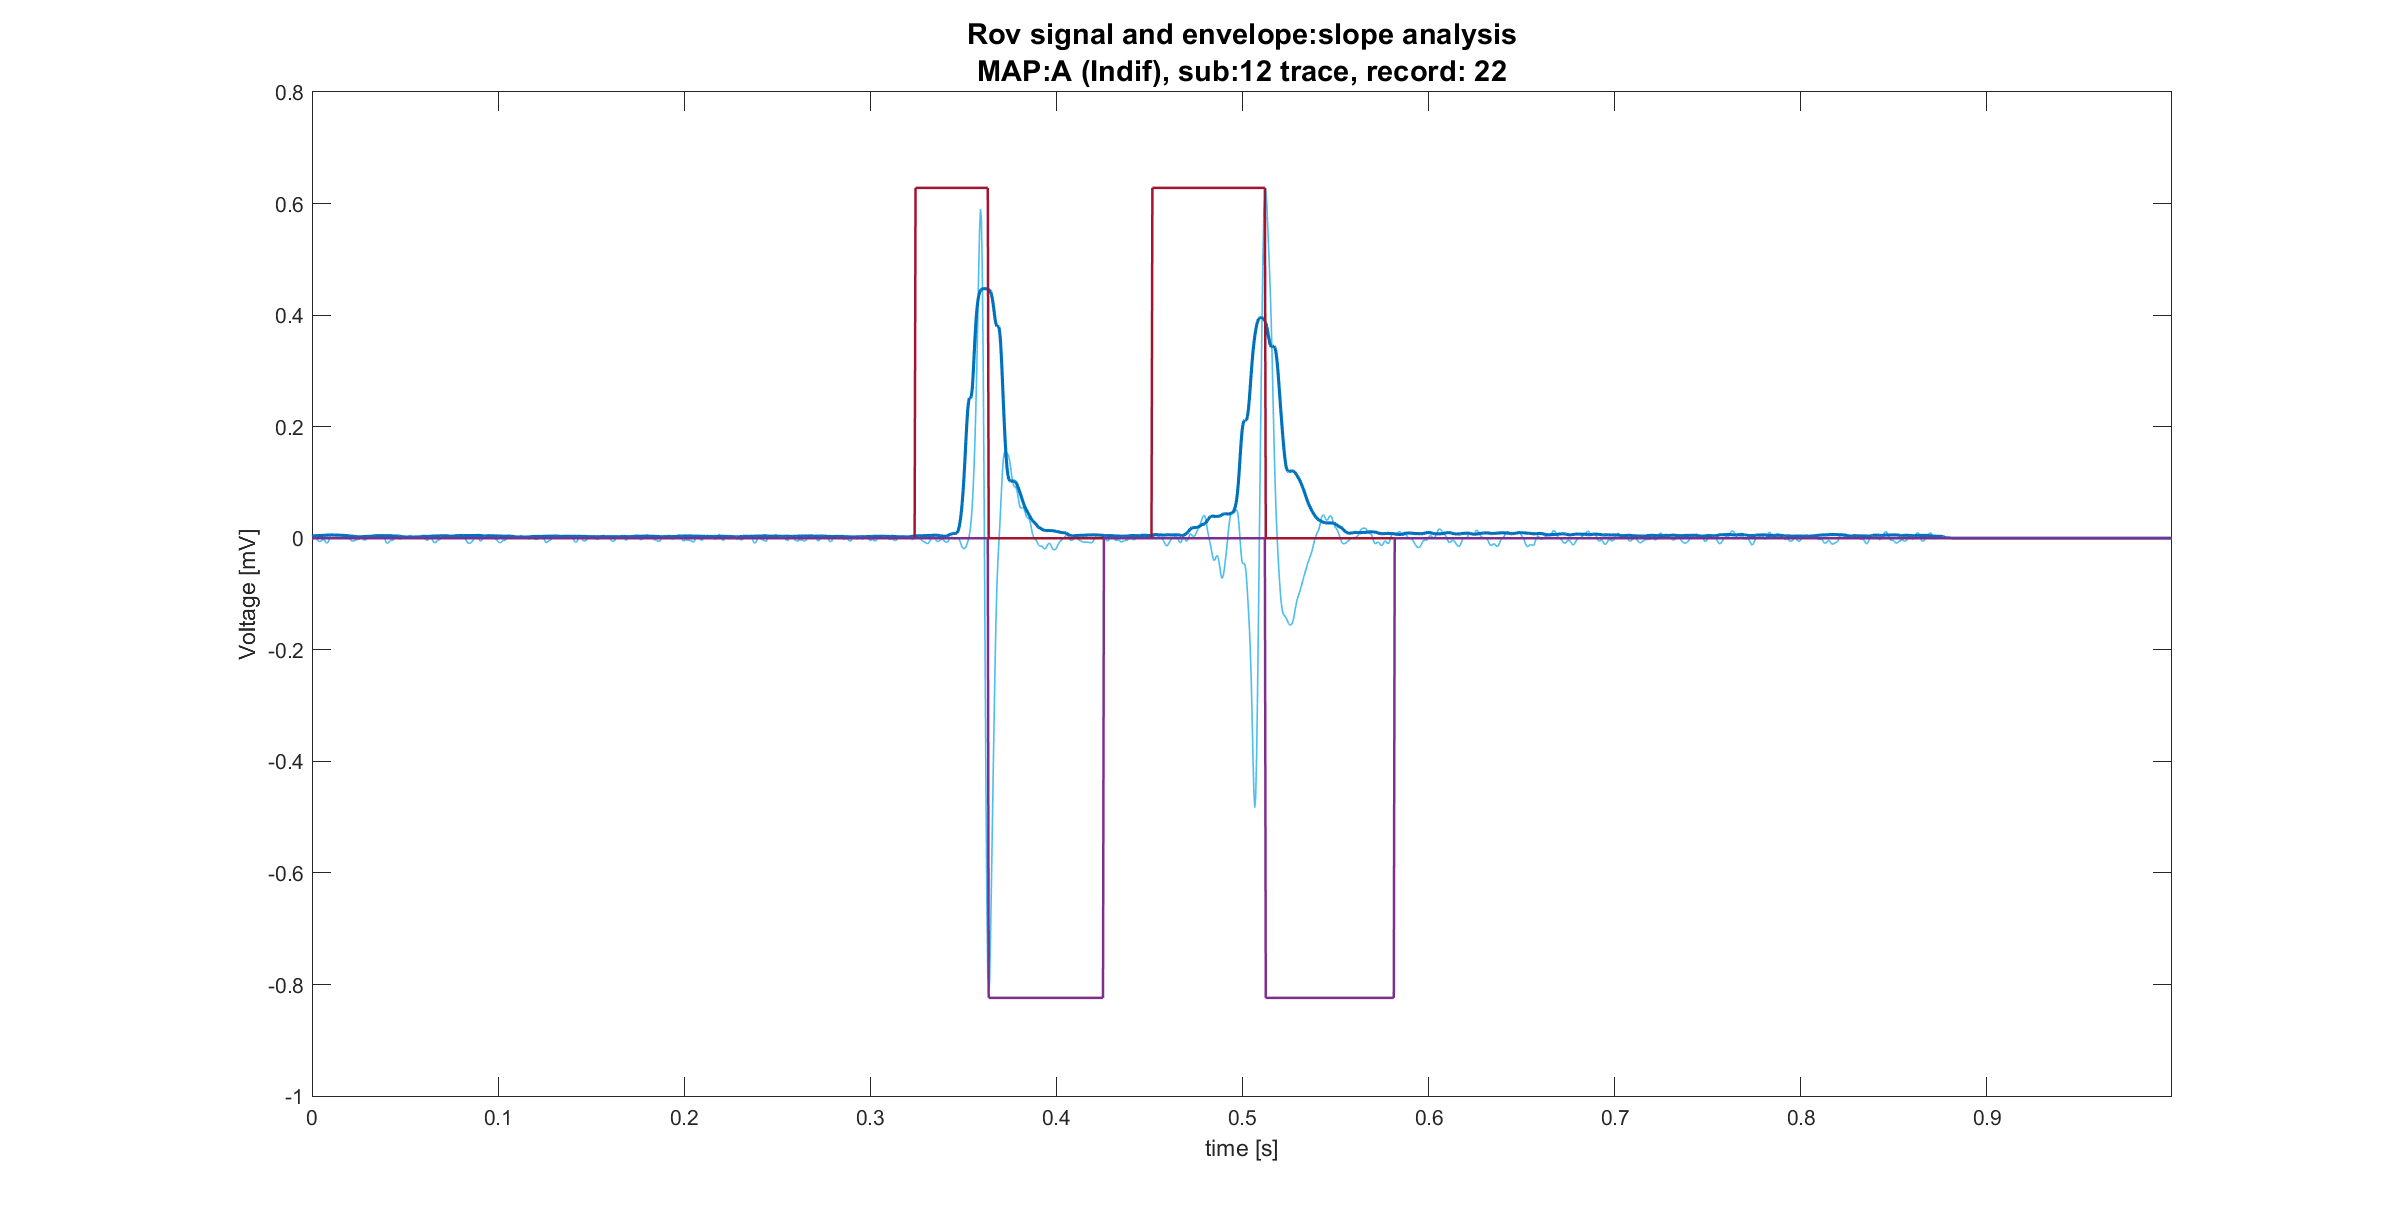 Rov signal and envelope:slope analysis
MAP:A (Indif), sub:12 trace, record: 22
0.8
0.6
0.4
0.2
0
-0.2
-0.4
-0.6
-0.8
-1
Voltage [mV]
0 0.1 0.2 0.3 0.4 0.5 0.6 0.7 0.8 0.9
time [s]